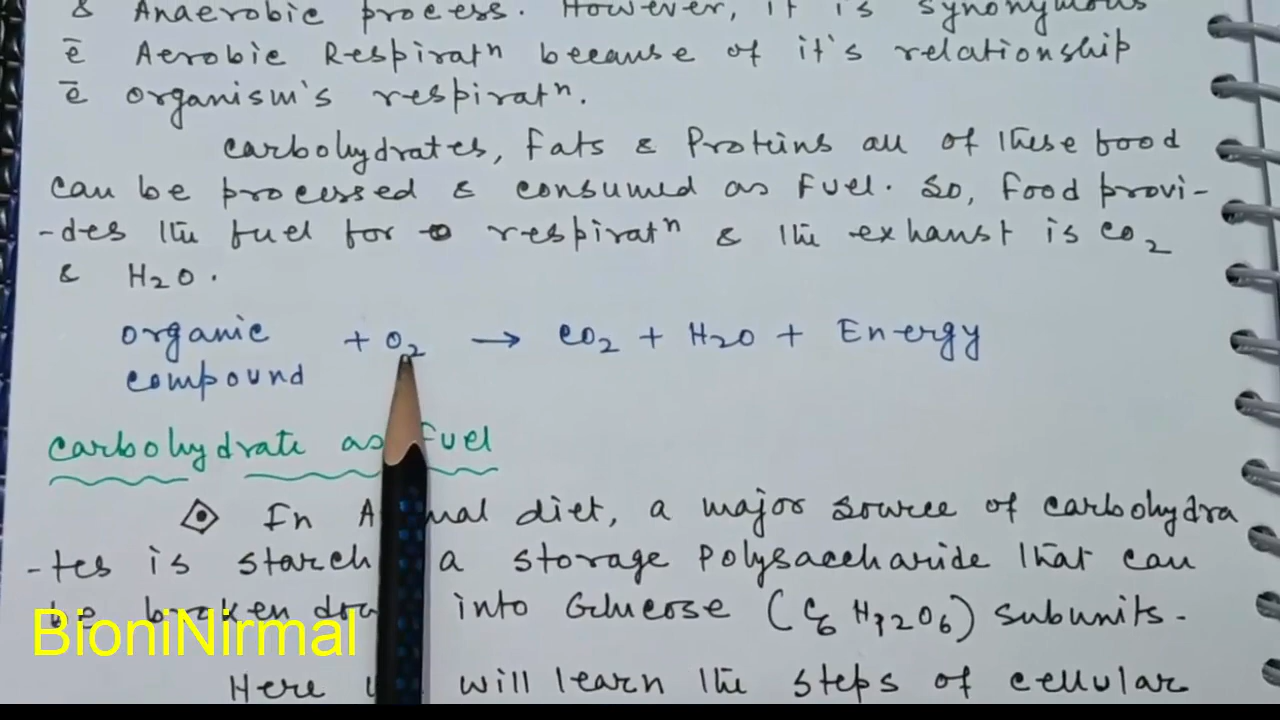 & Anaerobic process. However, it is synonymous
c̄ Aerobic Respiratⁿ because of it's relationship
c̄ organism's respiratⁿ.
carbohydrates, Fats & Proteins all of these food
can be processed & consumed as fuel. So, Food provi-
-des the fuel for respiratⁿ & the exhaust is CO₂
& H₂O.
organic + O₂ → CO₂ + H₂O + Energy
compound
carbohydrate as Fuel
In diet, a major source of carbohydra
-tes is starch a storage polysaccharide that can
be broken into Glucose (C₆H₁₂O₆) subunits.
BioniNirmal
Here will learn the steps of cellular